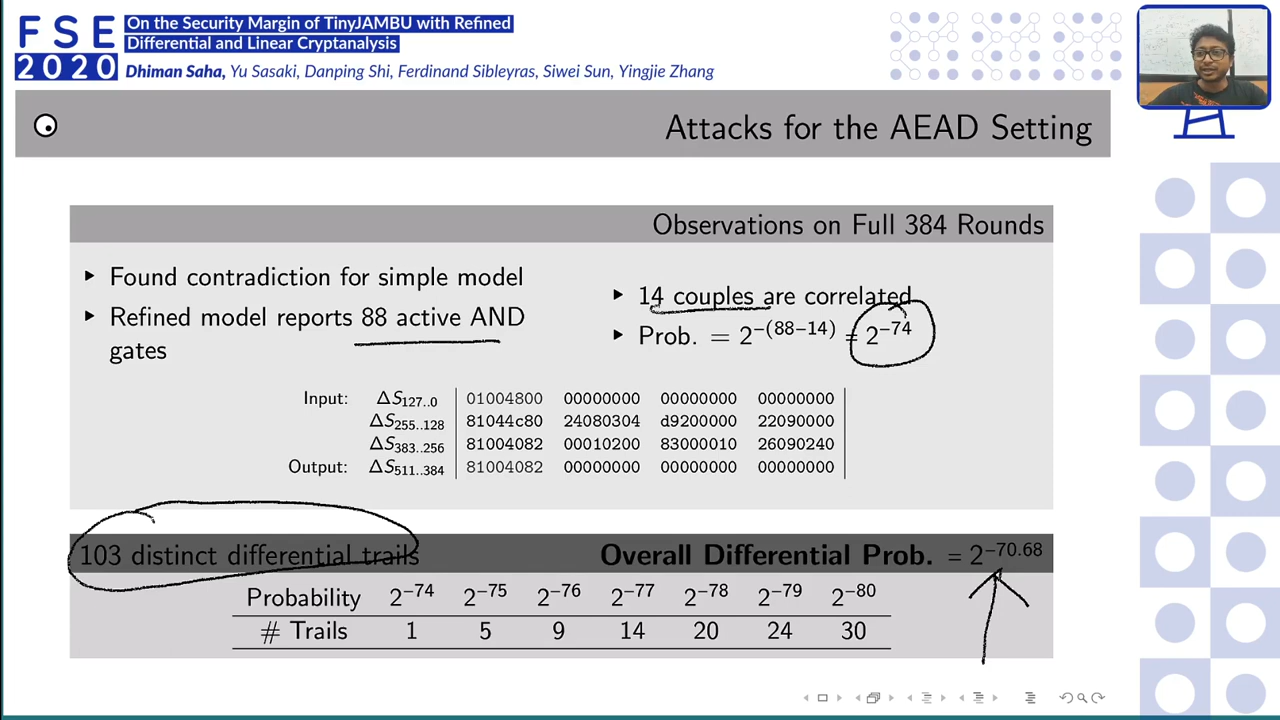 FSE 2020
On the Security Margin of TinyJAMBU with Refined
Differential and Linear Cryptanalysis
Dhiman Saha, Yu Sasaki, Danping Shi, Ferdinand Sibleyras, Siwei Sun, Yingjie Zhang
Attacks for the AEAD Setting
Observations on Full 384 Rounds
Found contradiction for simple model
Refined model reports 88 active AND
gates
14 couples are correlated
Prob. = 2^−(88−14) = 2^−74
Input: ΔS127..0 01004800 00000000 00000000 00000000
ΔS255..128 81044c80 24080304 d9200000 22090000
ΔS383..256 81004082 00010200 83000010 26090240
Output: ΔS511..384 81004082 00000000 00000000 00000000
103 distinct differential trails Overall Differential Prob. = 2^−70.68
Probability 2^−74 2^−75 2^−76 2^−77 2^−78 2^−79 2^−80
# Trails 1 5 9 14 20 24 30